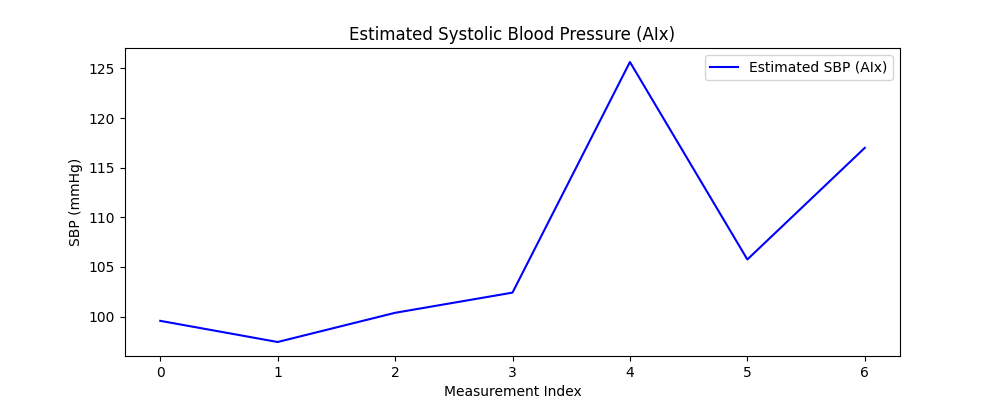 Estimated Systolic Blood Pressure (AIx)
Estimated SBP (AIx)
SBP (mmHg)
125
120
115
110
105
100
0 1 2 3 4 5 6
Measurement Index